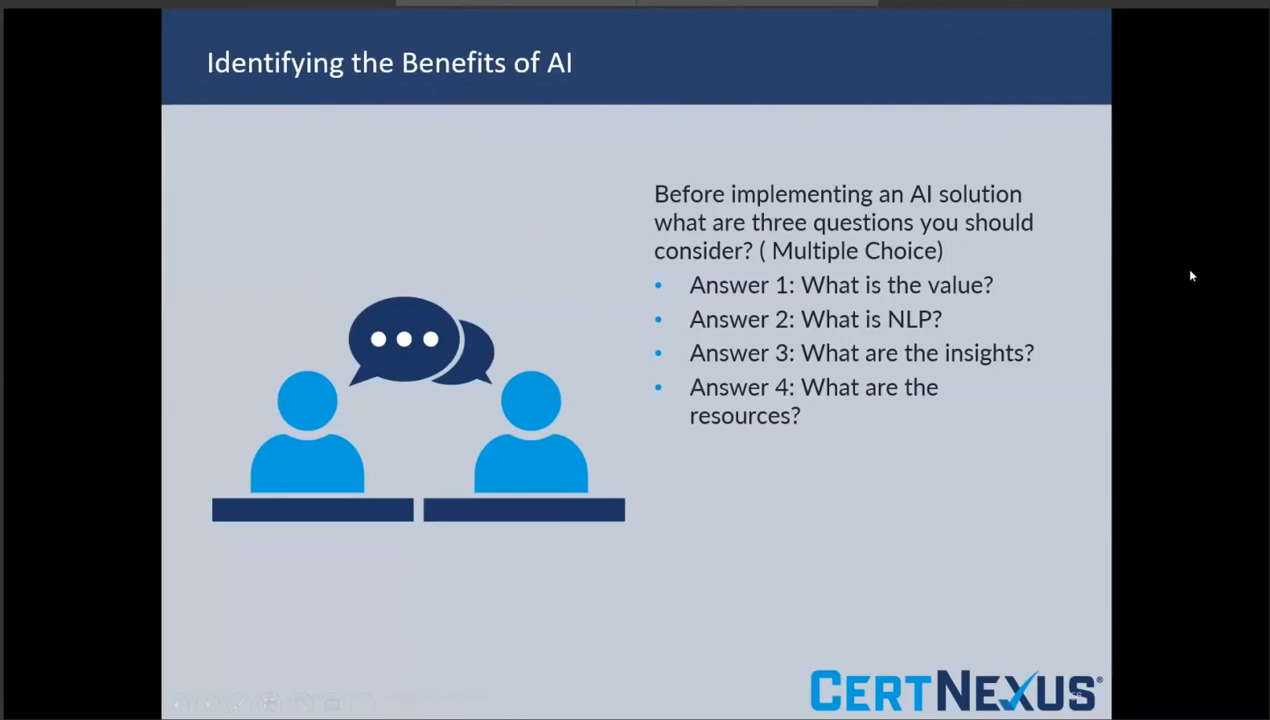 Identifying the Benefits of AI
Before implementing an AI solution
what are three questions you should
consider? ( Multiple Choice)
• Answer 1: What is the value?
• Answer 2: What is NLP?
• Answer 3: What are the insights?
• Answer 4: What are the
resources?
CERTNEXUS®